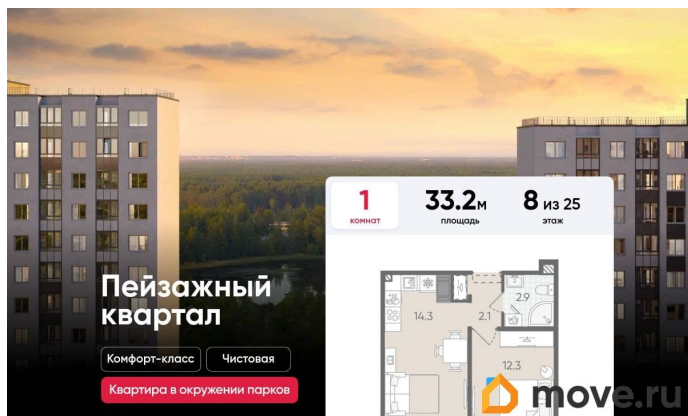 1
комнат
33.2м
площадь
8 из 25
этаж
Пейзажный
квартал
Комфорт-класс
Чистовая
Квартира в окружении парков
14.3
2.1
2.9
12.3
move.ru